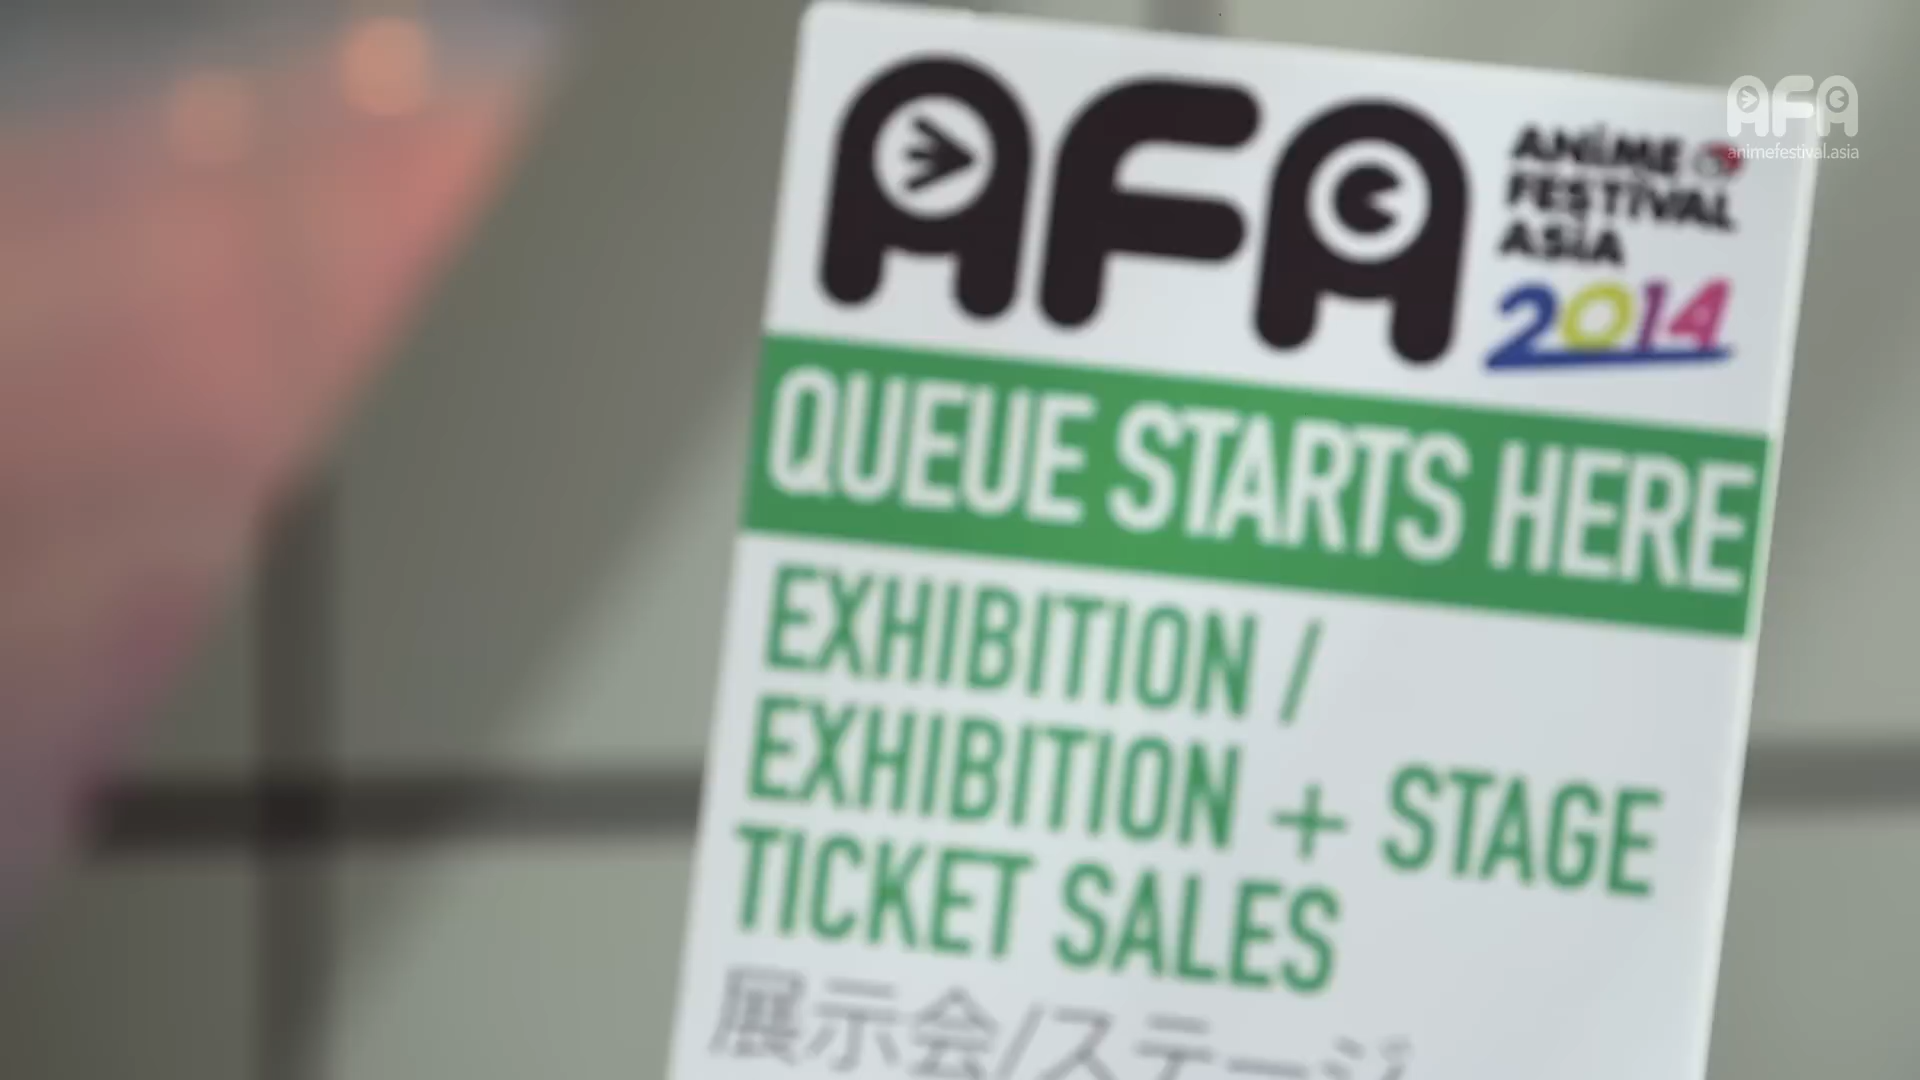 AFA
ANiME
FESTiVAL
ASiA
2014
AFA
animefestival.asia
QUEUE STARTS HERE
EXHIBITION /
EXHIBITION + STAGE
TICKET SALES
展示会/ステージ